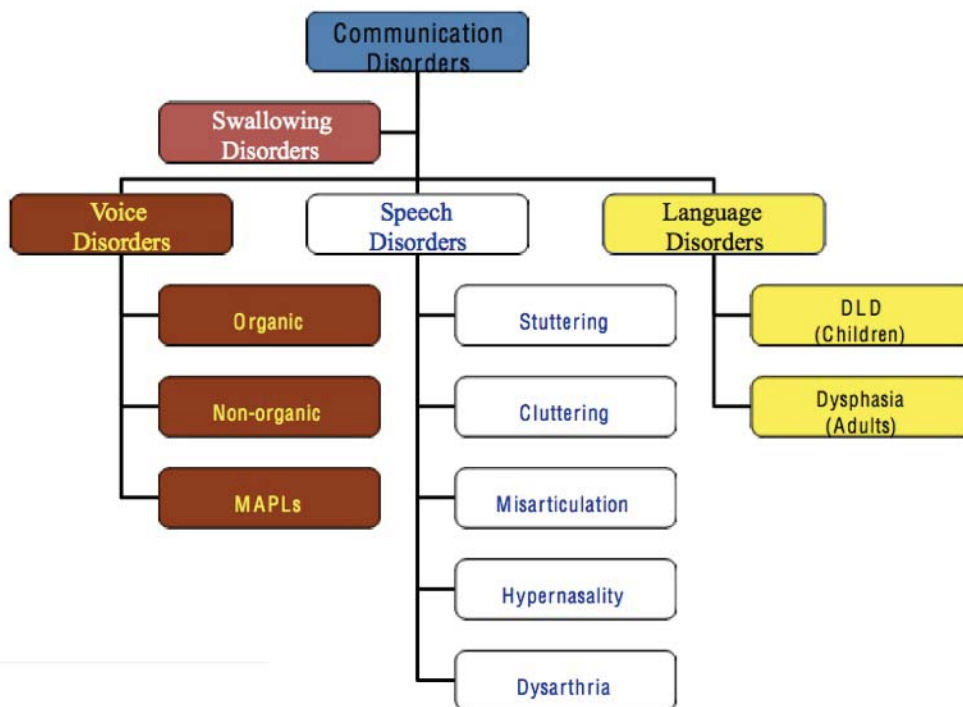 Communication
Disorders
Swallowing
Disorders
Voice
Disorders
Speech
Disorders
Language
Disorders
Organic
Non-organic
MAPLs
Stuttering
Cluttering
Misarticulation
Hypernasality
Dysarthria
DLD
(Children)
Dysphasia
(Adults)